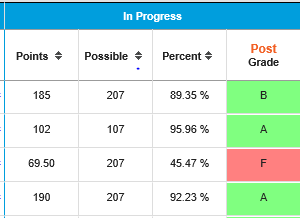 In Progress
Points Possible Percent Post Grade
185 207 89.35 % B
102 107 95.96 % A
69.50 207 45.47 % F
190 207 92.23 % A